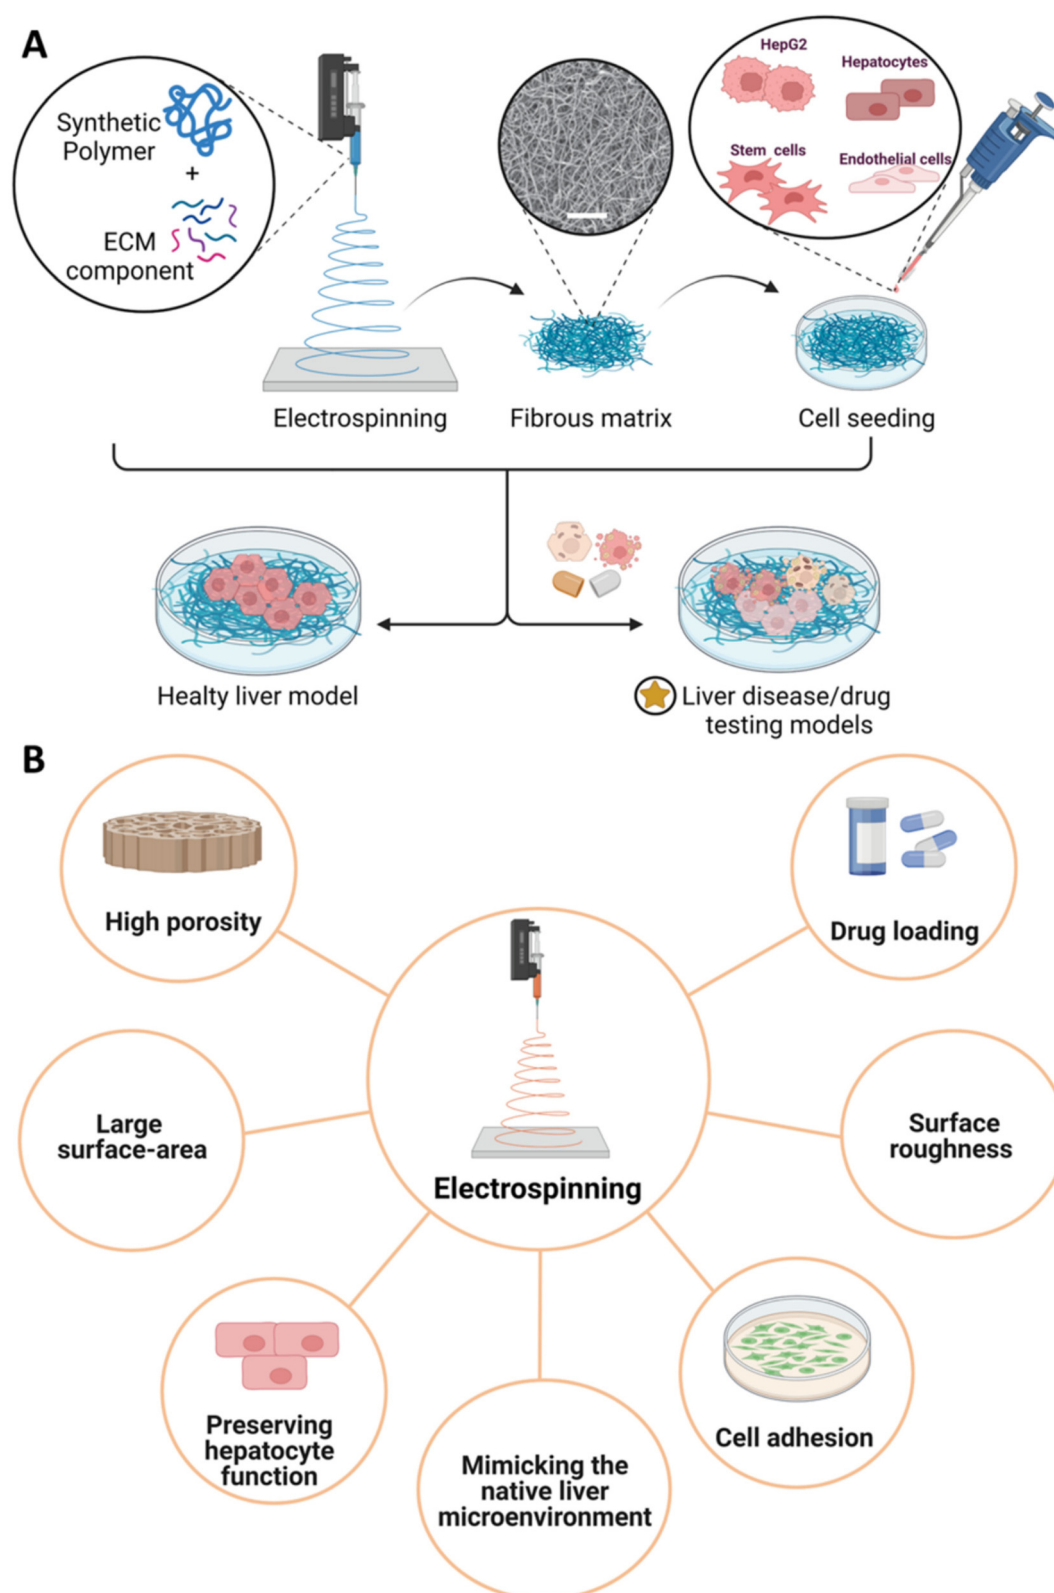 A
Synthetic
Polymer
+
ECM
component
HepG2
Hepatocytes
Stem cells
Endothelial cells
Electrospinning
Fibrous matrix
Cell seeding
Healty liver model
Liver disease/drug
testing models
B
High porosity
Drug loading
Large
surface-area
Electrospinning
Surface
roughness
Preserving
hepatocyte
function
Mimicking the
native liver
microenvironment
Cell adhesion